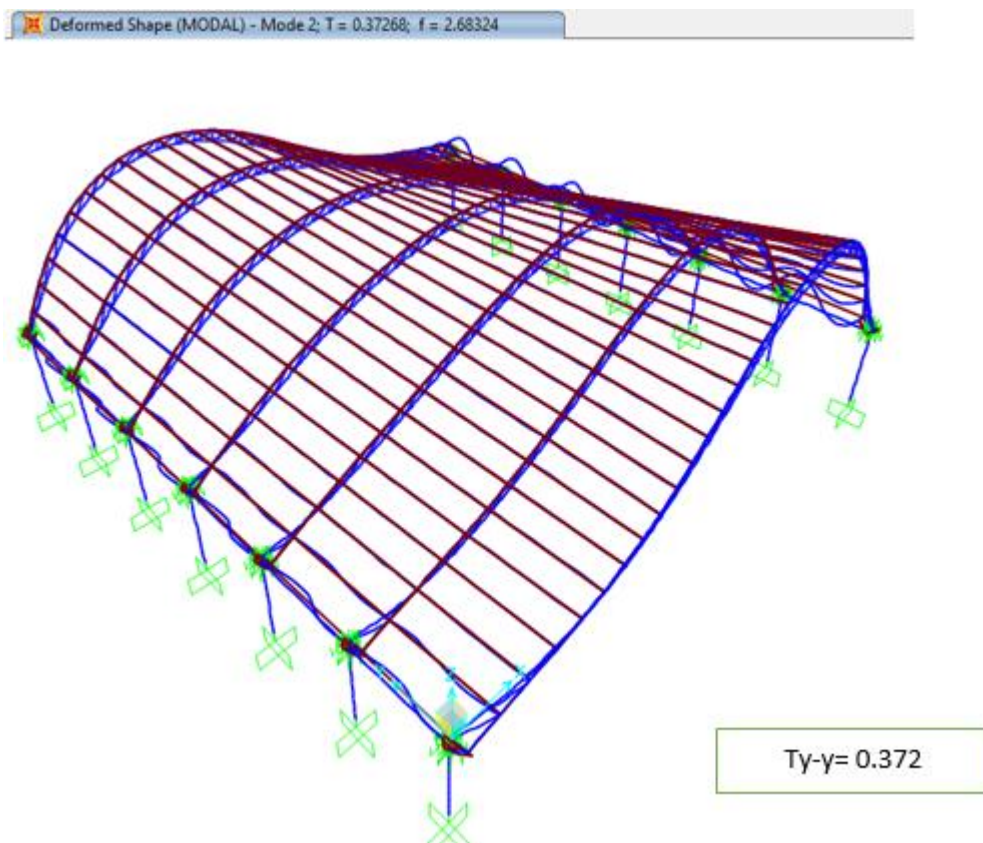 Deformed Shape (MODAL) - Mode 2; T = 0.37268; f = 2.68324
Ty-y= 0.372